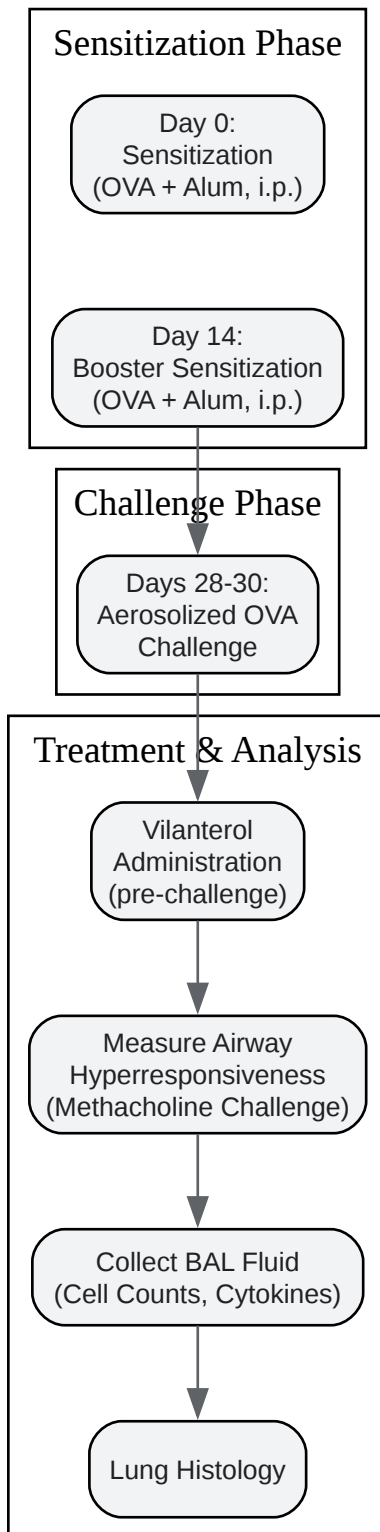 Sensitization Phase
Day 0:
Sensitization
(OVA + Alum, i.p.)
Day 14:
Booster Sensitization
(OVA + Alum, i.p.)
Challenge Phase
Days 28-30:
Aerosolized OVA
Challenge
Treatment & Analysis
Vilanterol
Administration
(pre-challenge)
Measure Airway
Hyperresponsiveness
(Methacholine Challenge)
Collect BAL Fluid
(Cell Counts, Cytokines)
Lung Histology